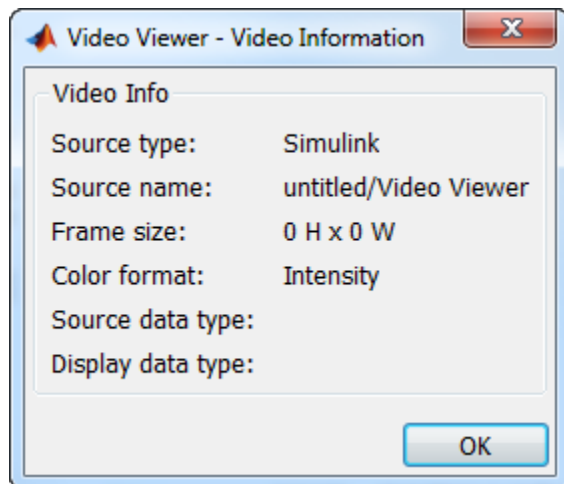 Video Viewer - Video Information
Video Info
Source type: Simulink
Source name: untitled/Video Viewer
Frame size: 0 H x 0 W
Color format: Intensity
Source data type:
Display data type:
OK